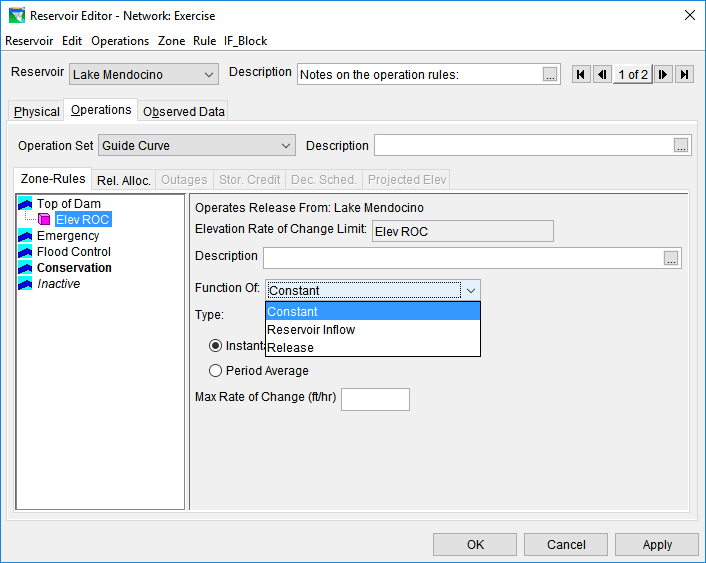 Reservoir Editor - Network: Exercise
Reservoir Edit Operations Zone Rule IF_Block
Reservoir Lake Mendocino Description Notes on the operation rules: ... 1 of 2
Physical Operations Observed Data
Operation Set Guide Curve Description ...
Zone-Rules Rel. Alloc. Outages Stor. Credit Dec. Sched. Projected Elev
Top of Dam
Elev ROC
Emergency
Flood Control
Conservation
Inactive
Operates Release From: Lake Mendocino
Elevation Rate of Change Limit: Elev ROC
Description ...
Function Of: Constant
Constant
Type:
Reservoir Inflow
Release
Period Average
Max Rate of Change (ft/hr)
OK Cancel Apply